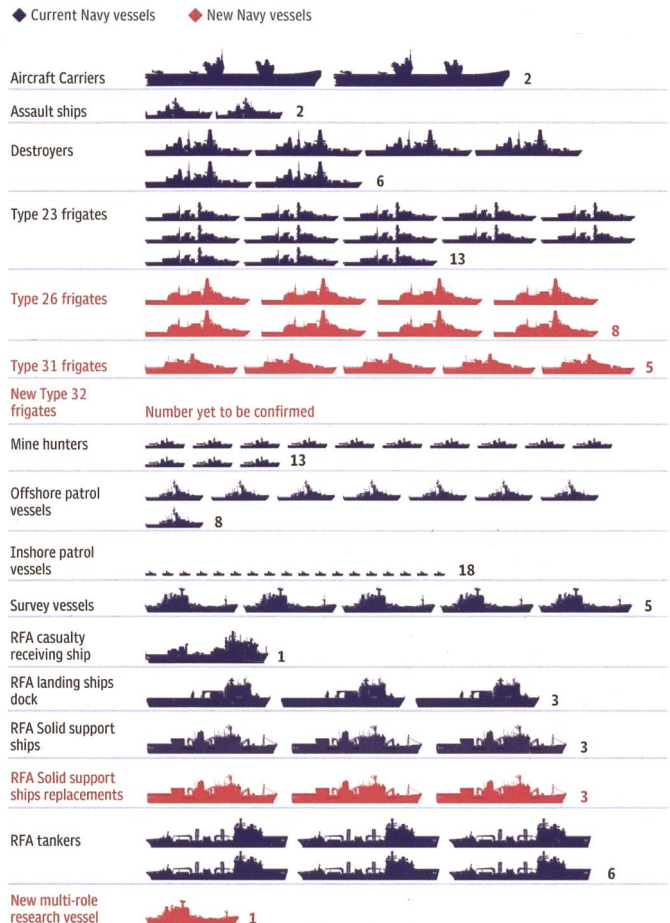 Current Navy vessels
New Navy vessels
Aircraft Carriers
2
Assault ships
2
Destroyers
6
Type 23 frigates
13
Type 26 frigates
8
Type 31 frigates
5
New Type 32
frigates
Number yet to be confirmed
Mine hunters
13
Offshore patrol
vessels
8
Inshore patrol
vessels
18
Survey vessels
5
RFA casualty
receiving ship
1
RFA landing ships
dock
3
RFA Solid support
ships
3
RFA Solid support
ships replacements
3
RFA tankers
6
New multi-role
research vessel
1